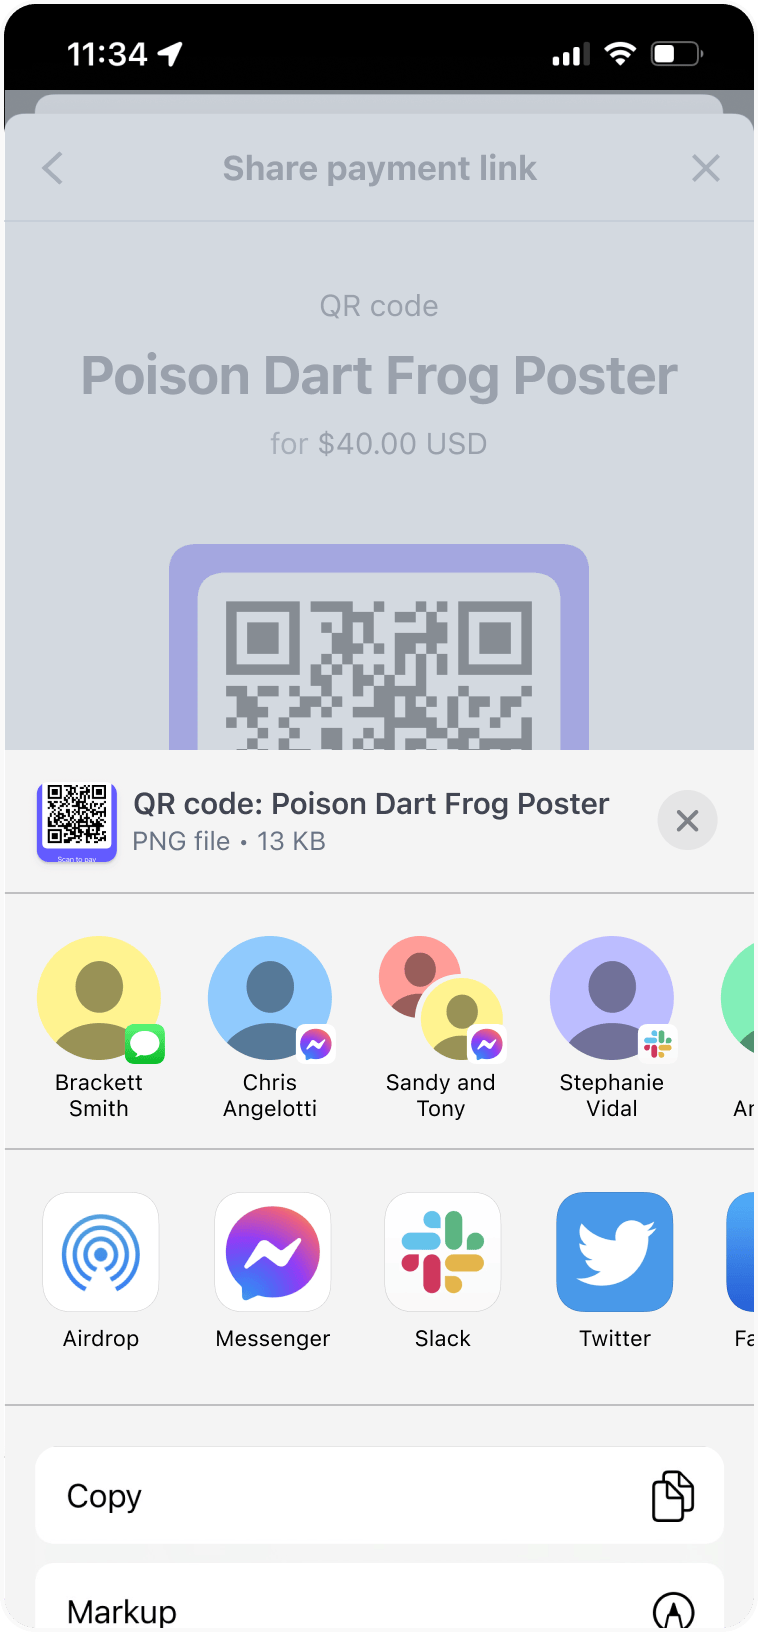 11:34
Share payment link
QR code
Poison Dart Frog Poster
for $40.00 USD
QR code: Poison Dart Frog Poster
PNG file • 13 KB
Scan to pay
Brackett
Smith
Chris
Angelotti
Sandy and
Tony
Stephanie
Vidal
Ar
Airdrop
Messenger
Slack
Twitter
Fa
Copy
Markup